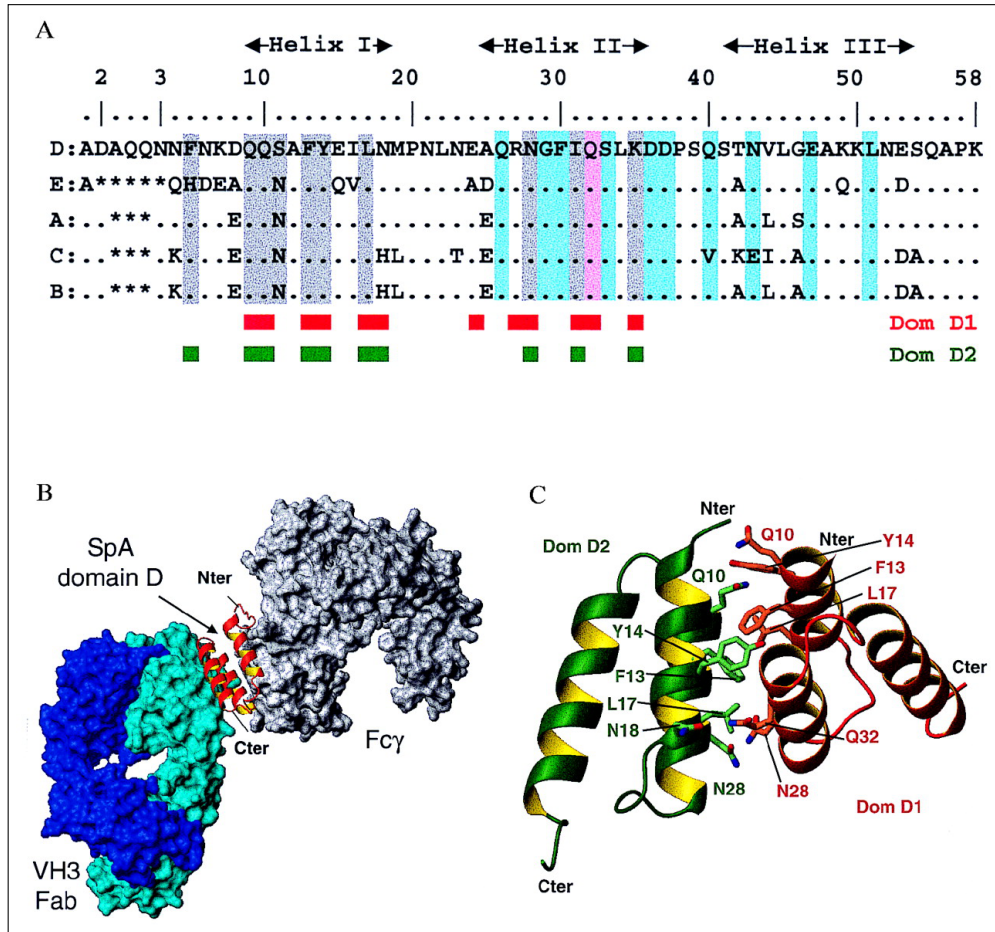 A
Helix I Helix II Helix III
2 3 10 20 30 40 50 58
D:ADAQQNNFNKDQQSAFYEILNMPNLNEAQRNGFIQSLKDDPSQSTNVLGEAKKLNESQAPK
E:A*****QHDEA..N...QV.......AD................A......Q...D.....
A:..***.....E..N.............E................A.L.S............
C:..***.K...E..N......HL...T.E..............V.KEI.A......DA....
B:..***.K...E..N......HL.....E................A.L.A......DA....
Dom D1
Dom D2
B
SpA
domain D
Nter
Cter
Fcγ
VH3
Fab
C
Nter
Dom D2
Q10
Nter
Y14
Q10
F13
L17
Y14
F13
Cter
L17
N18
Q32
N28
N28
Dom D1
Cter